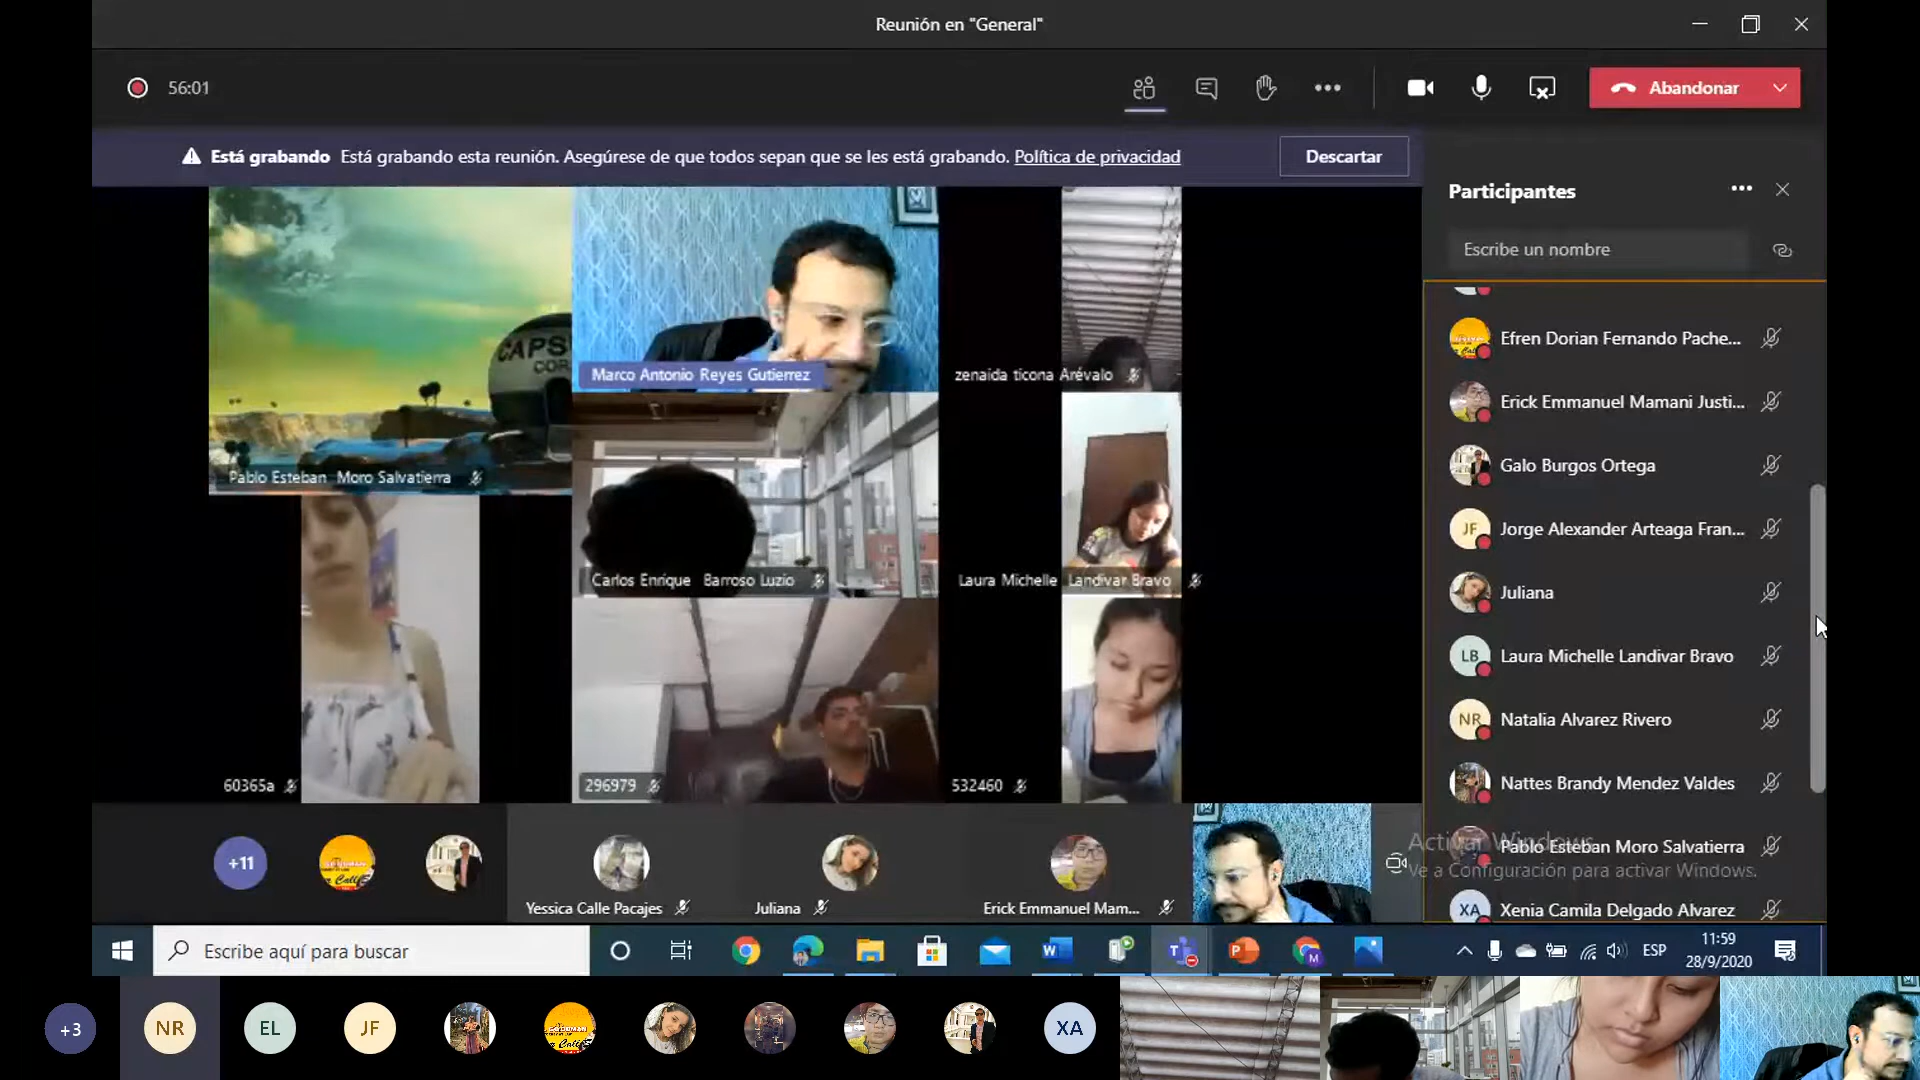 Reunión en "General"
56:01
Abandonar
Está grabando Está grabando esta reunión. Asegúrese de que todos sepan que se les está grabando. Política de privacidad
Descartar
Participantes
Escribe un nombre
CAPS
COR
Pablo Esteban Moro Salvatierra
Marco Antonio Reyes Gutierrez
zenaida ticona Arévalo
Carlos Enrique Barroso Luzio
Laura Michelle Landivar Bravo
60365a
296979
532460
Efren Dorian Fernando Pache...
Erick Emmanuel Mamani Justi...
Galo Burgos Ortega
JF
Jorge Alexander Arteaga Fran...
Juliana
LB
Laura Michelle Landivar Bravo
NR
Natalia Alvarez Rivero
Nattes Brandy Mendez Valdes
Pablo Esteban Moro Salvatierra
XA
Xenia Camila Delgado Alvarez
Activar Windows
Ve a Configuración para activar Windows.
+11
Yessica Calle Pacajes
Juliana
Erick Emmanuel Mam...
Escribe aquí para buscar
ESP
11:59
28/9/2020
+3
NR
EL
JF
XA